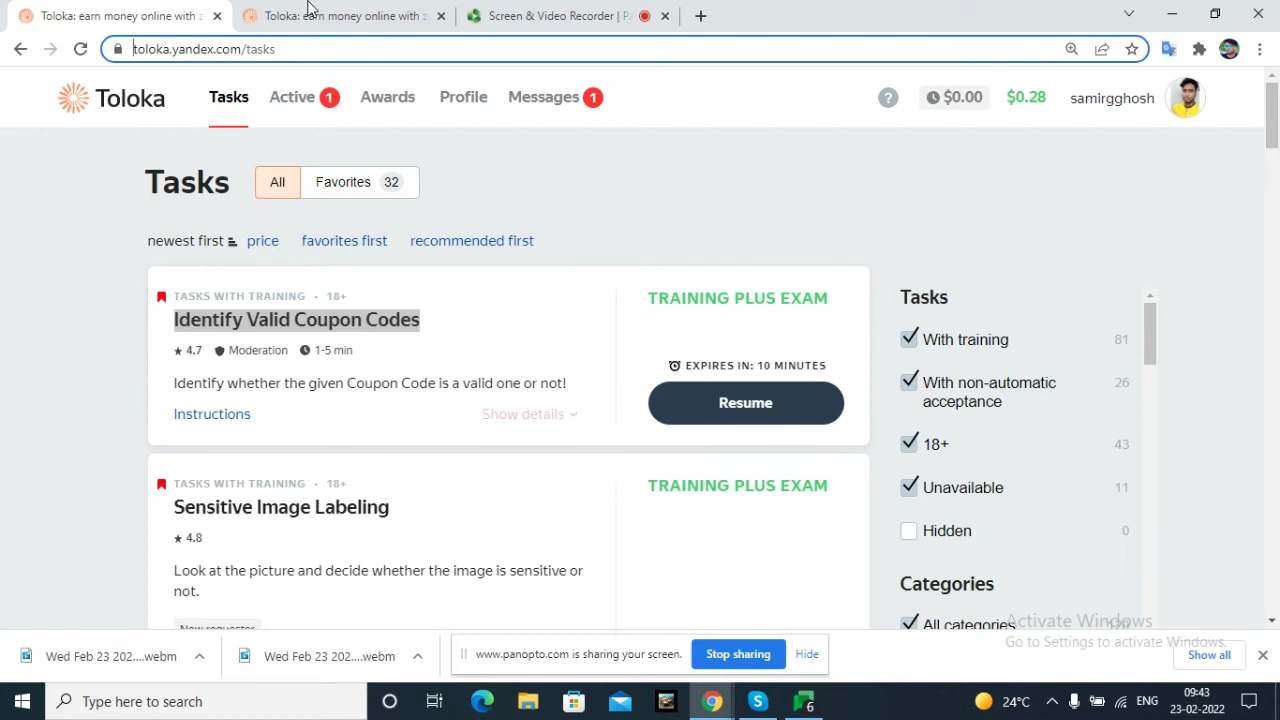 Toloka: earn money online with
Toloka: earn money online with
Screen & Video Recorder |
toloka.yandex.com/tasks
Toloka
Tasks
Active 1
Awards
Profile
Messages 1
?
$0.00
$0.28
samirgghosh
Tasks
All
Favorites 32
newest first
price
favorites first
recommended first
TASKS WITH TRAINING · 18+
Identify Valid Coupon Codes
4.7 Moderation 1-5 min
Identify whether the given Coupon Code is a valid one or not!
Instructions
Show details
TRAINING PLUS EXAM
EXPIRES IN: 10 MINUTES
Resume
TASKS WITH TRAINING · 18+
Sensitive Image Labeling
4.8
Look at the picture and decide whether the image is sensitive or
not.
New requester
TRAINING PLUS EXAM
Tasks
With training 81
With non-automatic 26
acceptance
18+ 43
Unavailable 11
Hidden 0
Categories
All categories
Activate Windows
Go to Settings to activate Windows.
Wed Feb 23 202....webm
Wed Feb 23 202....webm
www.panopto.com is sharing your screen.
Stop sharing
Hide
Show all
Type here to search
6
24°C
ENG
09:43
23-02-2022